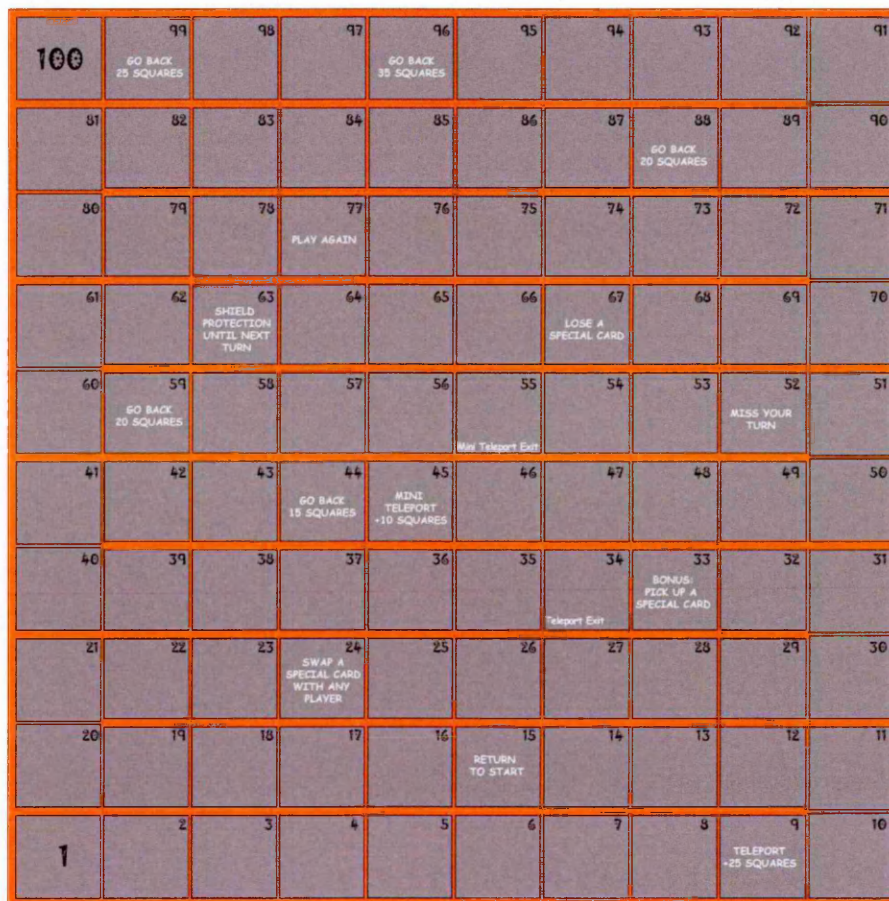 100 99 98 97 96 95 94 93 92 91
GO BACK
25 SQUARES
GO BACK
35 SQUARES
81 82 83 84 85 86 87 88 89 90
GO BACK
20 SQUARES
80 79 78 77 76 75 74 73 72 71
PLAY AGAIN
61 62 63 64 65 66 67 68 69 70
SHIELD
PROTECTION
UNTIL NEXT
TURN
LOSE A
SPECIAL CARD
60 59 58 57 56 55 54 53 52 51
GO BACK
20 SQUARES
Mini Teleport Exit
MISS YOUR
TURN
41 42 43 44 45 46 47 48 49 50
GO BACK
15 SQUARES
MINI
TELEPORT
+10 SQUARES
40 39 38 37 36 35 34 33 32 31
Teleport Exit
BONUS:
PICK UP A
SPECIAL CARD
21 22 23 24 25 26 27 28 29 30
SWAP A
SPECIAL CARD
WITH ANY
PLAYER
20 19 18 17 16 15 14 13 12 11
RETURN
TO START
1 2 3 4 5 6 7 8 9 10
TELEPORT
+25 SQUARES